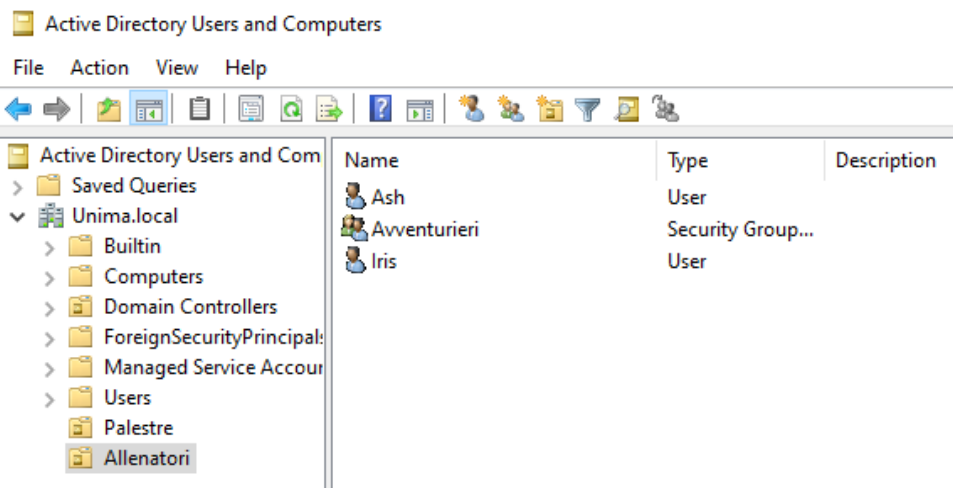 Active Directory Users and Computers
File Action View Help
Active Directory Users and Com
Saved Queries
Unima.local
Builtin
Computers
Domain Controllers
ForeignSecurityPrincipals
Managed Service Accour
Users
Palestre
Allenatori
Name Type Description
Ash User
Avventurieri Security Group...
Iris User